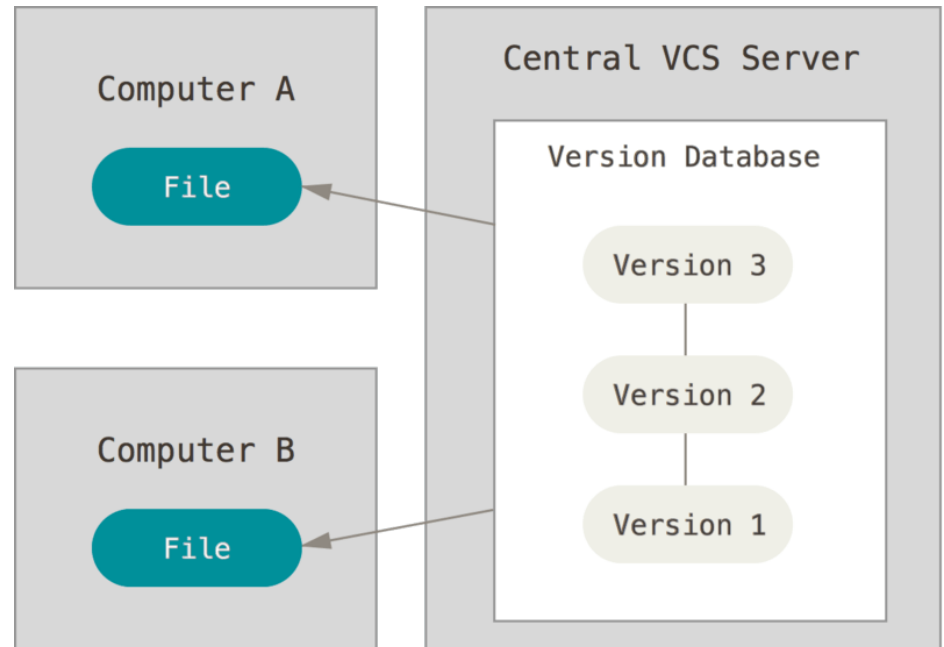 Computer A
File
Computer B
File
Central VCS Server
Version Database
Version 3
Version 2
Version 1